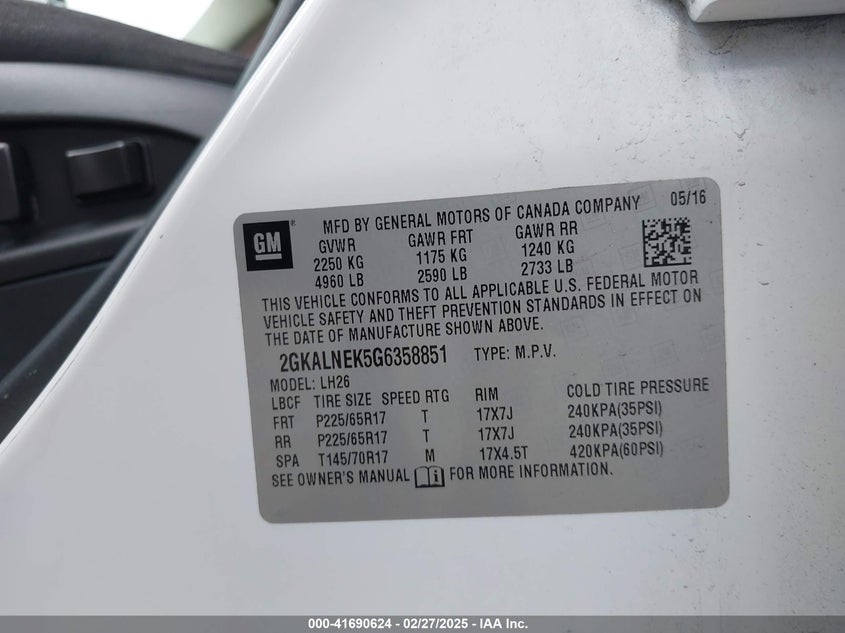 GM ®
MFD BY GENERAL MOTORS OF CANADA COMPANY 05/16
GVWR GAWR FRT GAWR RR
2250 KG 1175 KG 1240 KG
4960 LB 2590 LB 2733 LB
THIS VEHICLE CONFORMS TO ALL APPLICABLE U.S. FEDERAL MOTOR
VEHICLE SAFETY AND THEFT PREVENTION STANDARDS IN EFFECT ON
THE DATE OF MANUFACTURE SHOWN ABOVE.
2GKALNEK5G6358851 TYPE: M.P.V.
MODEL: LH26
LBCF TIRE SIZE SPEED RTG RIM COLD TIRE PRESSURE
FRT P225/65R17 T 17X7J 240KPA(35PSI)
RR P225/65R17 T 17X7J 240KPA(35PSI)
SPA T145/70R17 M 17X4.5T 420KPA(60PSI)
SEE OWNER'S MANUAL i FOR MORE INFORMATION.
000-41690624 - 02/27/2025 - IAA Inc.